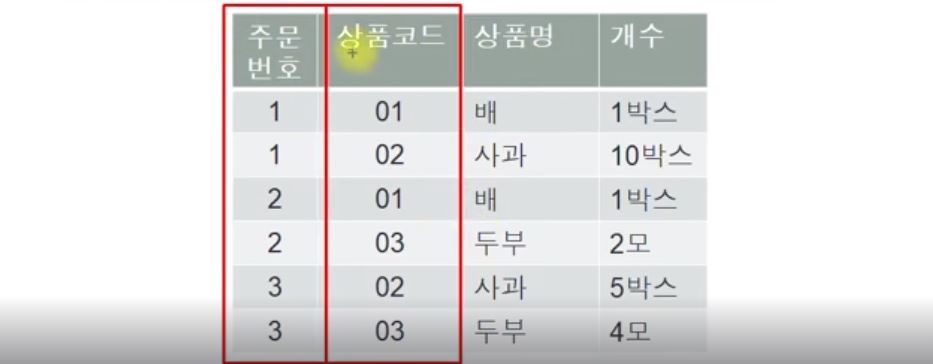 주문 번호 상품코드 상품명 개수
1 01 배 1박스
1 02 사과 10박스
2 01 배 1박스
2 03 두부 2모
3 02 사과 5박스
3 03 두부 4모